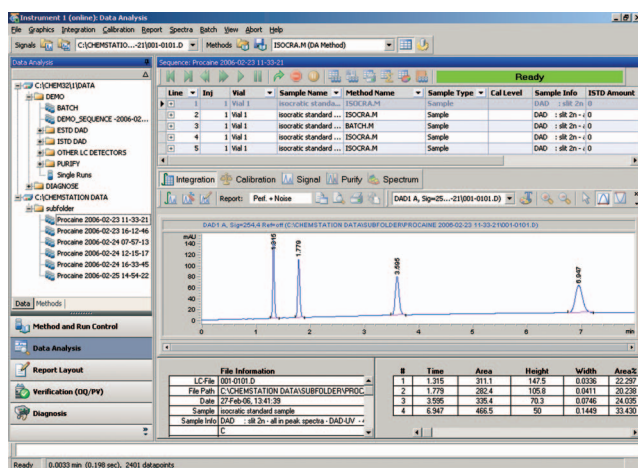 Instrument 1 (online): Data Analysis
File Graphics Integration Calibration Report Spectra Batch View Abort Help
Signals C:\CHEMSTATIO...-21\001-0101.D Methods ISOCRA.M (DA Method)
Data Analysis
C:\CHEM32\1\DATA
DEMO
BATCH
DEMO_SEQUENCE -2006-02...
ESTD DAD
ISTD DAD
OTHER LC DETECTORS
PURIFY
Single Runs
DIAGNOSE
C:\CHEMSTATION DATA
subfolder
Procaine 2006-02-23 11-33-21
Procaine 2006-02-23 16-12-46
Procaine 2006-02-24 07-57-13
Procaine 2006-02-24 12-15-17
Procaine 2006-02-24 16-33-45
Procaine 2006-02-25 14-54-22
Data Methods
Method and Run Control
Data Analysis
Report Layout
Verification (OQ/PV)
Diagnosis
Sequence: Procaine 2006-02-23 11-33-21
Ready
Line Inj Vial Sample Name Method Name Sample Type Cal Level Sample Info ISTD Amount
1 1 Vial 1 isocratic standa... ISOCRA.M Sample DAD : slit 2n - 0
2 1 Vial 1 isocratic standard ... ISOCRA.M Sample DAD : slit 2n - a 0
3 1 Vial 1 isocratic standard ... BATCH.M Sample DAD : slit 2n - a 0
4 1 Vial 1 isocratic standard ... ISOCRA.M Sample DAD : slit 2n - a 0
5 1 Vial 1 isocratic standard ... ISOCRA.M Sample DAD : slit 2n - a 0
Integration Calibration Signal Purify Spectrum
Report: Perf. + Noise DAD1 A, Sig=25...-21\001-0101.D)
DAD1 A, Sig=254,4 Ref=off (C:\CHEMSTATION DATA\SUBFOLDER\PROCAINE 2006-02-23 11-33-21\001-0101.D)
mAU
140
120
100
80
60
40
20
0
1.315
1.779
3.595
6.947
0 1 2 3 4 5 6 7
File Information
LC-File 001-0101.D
File Path C:\CHEMSTATION DATA\SUBFOLDER\PROC
Date 27-Feb-06, 13:41:39
Sample isocratic standard sample
Sample Info DAD : slit 2n - all in peak spectra - DAD-UV -
C
# Time Area Height Width Area%
1 1.315 311.1 147.5 0.0336 22.297
2 1.779 282.4 105.8 0.0411 20.238
3 3.595 335.4 70.3 0.0746 24.035
4 6.947 466.5 50 0.1449 33.430
Ready 0.0033 min (0.198 sec), 2401 datapoints